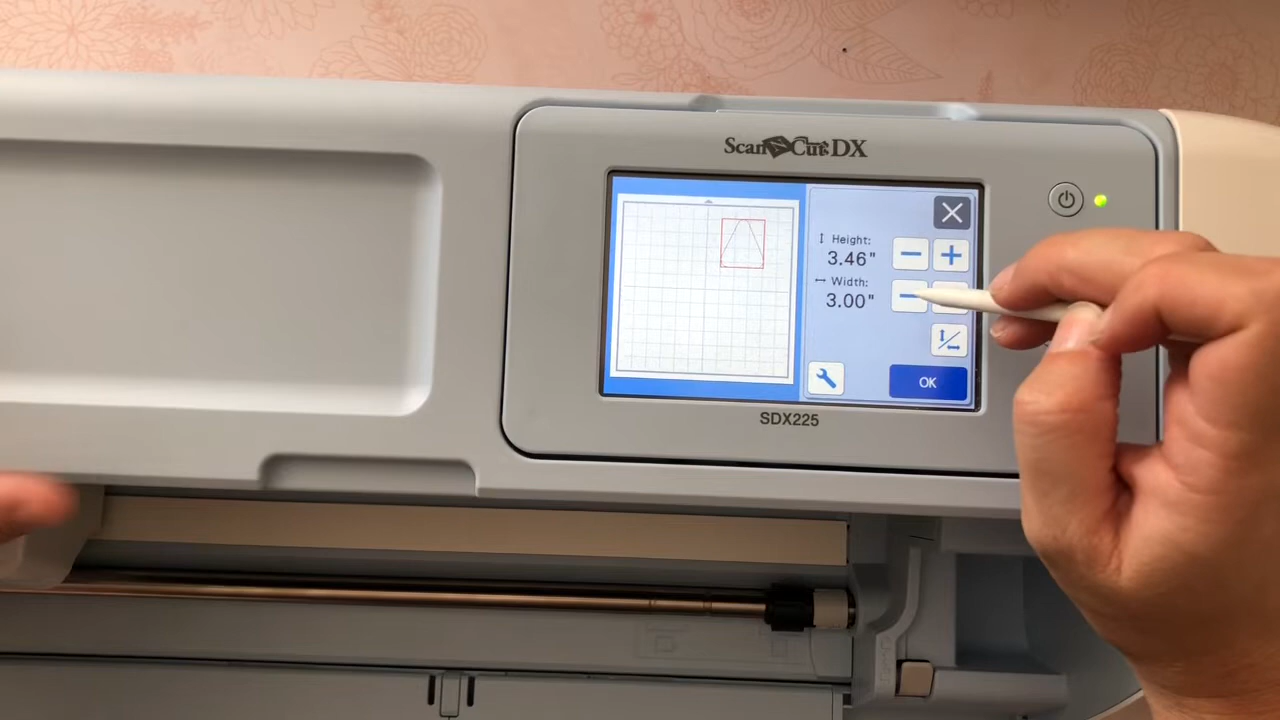 ScanNCut DX
Height:
3.46"
Width:
3.00"
OK
SDX225